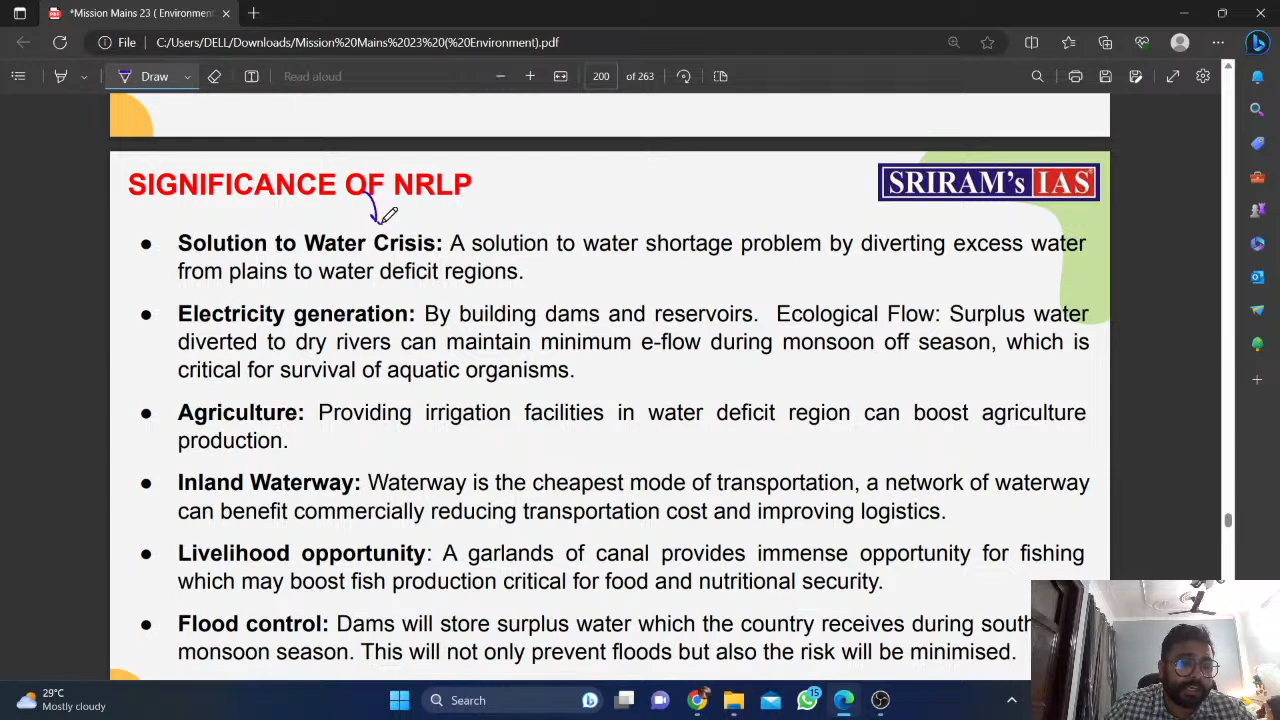 *Mission Mains 23 ( Environment
File
C:/Users/DELL/Downloads/Mission%20Mains%2023%20(%20Environment).pdf
Draw
Read aloud
200 of 263
SIGNIFICANCE OF NRLP
SRIRAM's IAS
● Solution to Water Crisis: A solution to water shortage problem by diverting excess water
from plains to water deficit regions.
● Electricity generation: By building dams and reservoirs. Ecological Flow: Surplus water
diverted to dry rivers can maintain minimum e-flow during monsoon off season, which is
critical for survival of aquatic organisms.
● Agriculture: Providing irrigation facilities in water deficit region can boost agriculture
production.
● Inland Waterway: Waterway is the cheapest mode of transportation, a network of waterway
can benefit commercially reducing transportation cost and improving logistics.
● Livelihood opportunity: A garlands of canal provides immense opportunity for fishing
which may boost fish production critical for food and nutritional security.
● Flood control: Dams will store surplus water which the country receives during south
monsoon season. This will not only prevent floods but also the risk will be minimised.
29°C
Mostly cloudy
Search
15